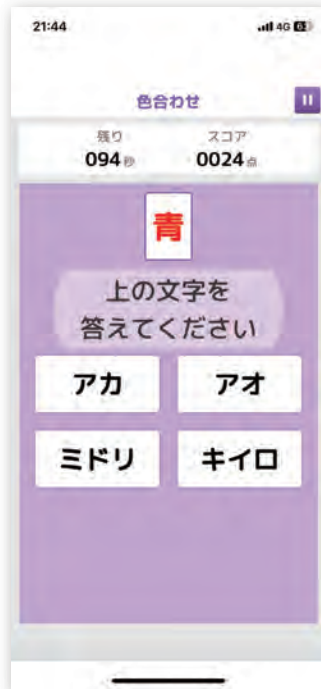 21:44
4G 63
色合わせ
残り スコア
094秒 0024点
青
上の文字を
答えてください
アカ アオ
ミドリ キイロ